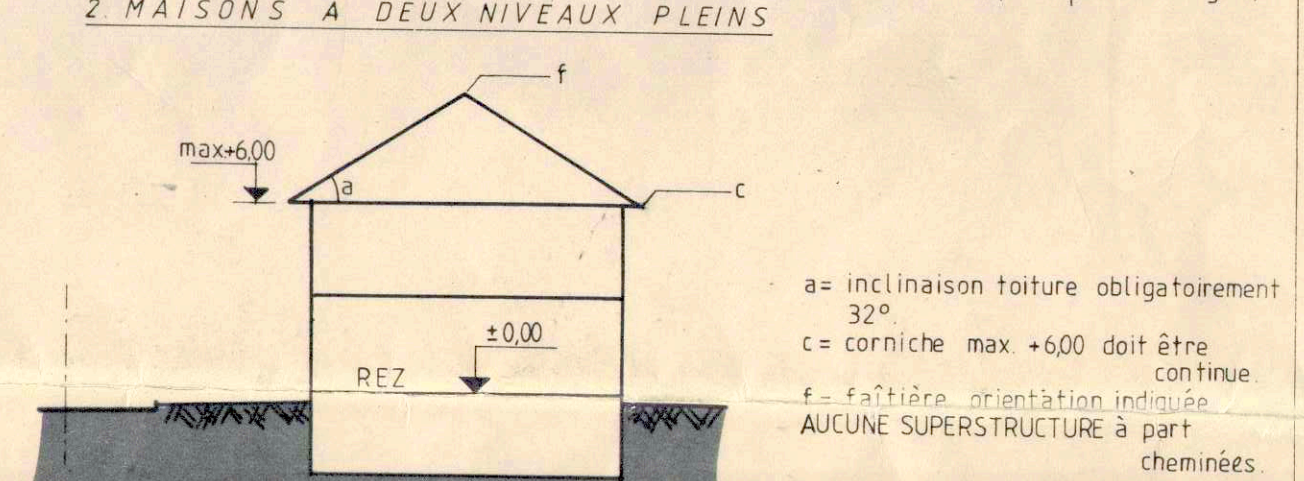 2. MAISONS A DEUX NIVEAUX PLEINS
f
max.+6,00
a
c
±0,00
REZ
a= inclinaison toiture obligatoirement
32°.
c= corniche max. +6,00 doit être
continue.
f- faîtière orientation indiquée
AUCUNE SUPERSTRUCTURE à part
cheminées.